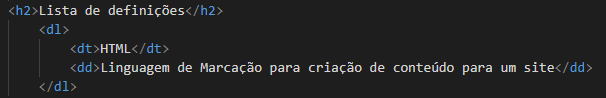 <h2>Lista de definições</h2>
<dl>
<dt>HTML</dt>
<dd>Linguagem de Marcação para criação de conteúdo para um site</dd>
</dl>